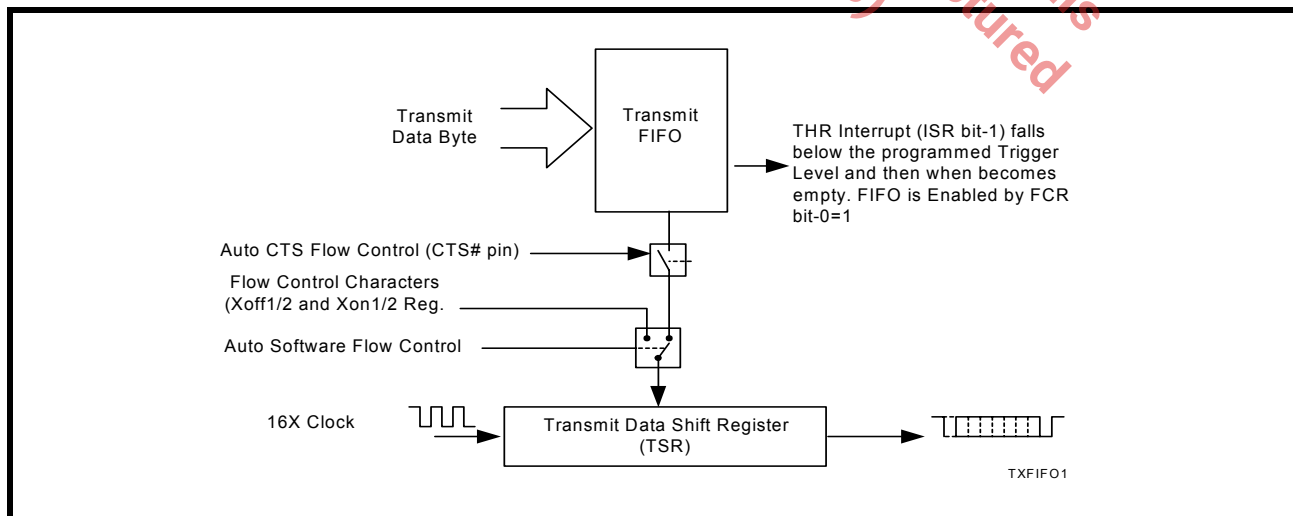 Transmit
Data Byte
Transmit
FIFO
THR Interrupt (ISR bit-1) falls
below the programmed Trigger
Level and then when becomes
empty. FIFO is Enabled by FCR
bit-0=1
Auto CTS Flow Control (CTS# pin)
Flow Control Characters
(Xoff1/2 and Xon1/2 Reg.
Auto Software Flow Control
16X Clock
Transmit Data Shift Register
(TSR)
TXFIFO1